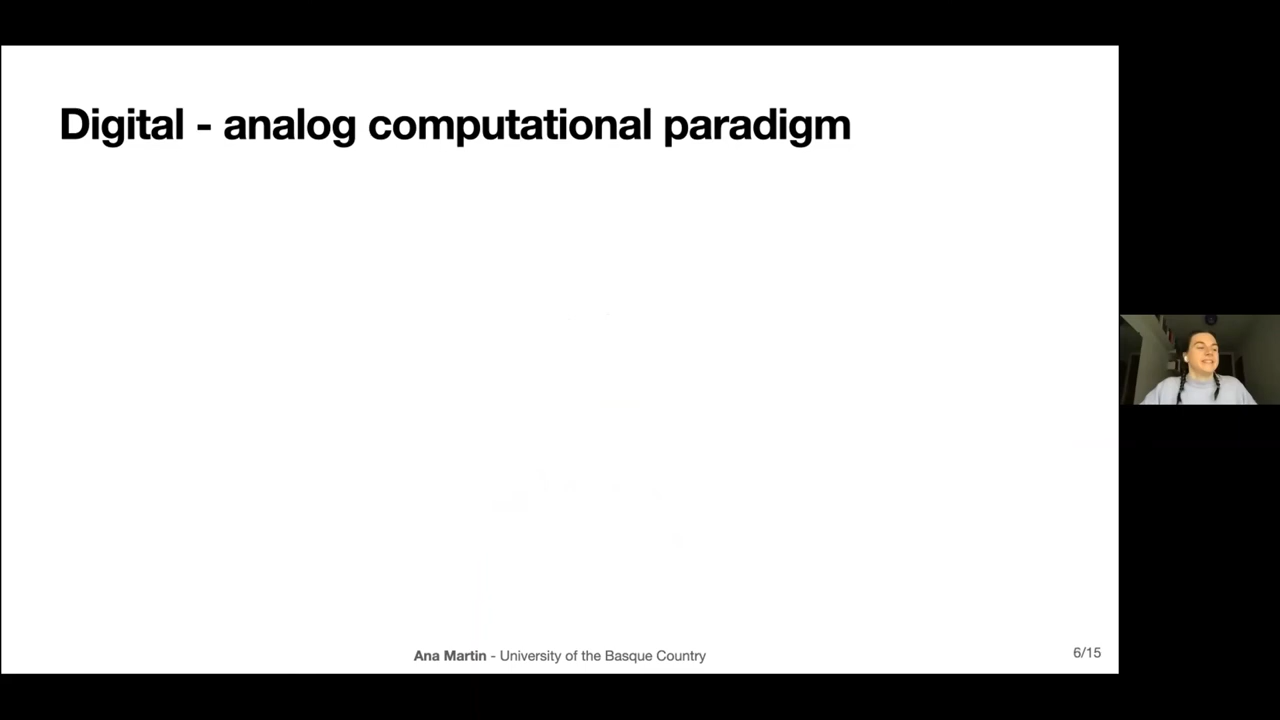 Digital - analog computational paradigm
Ana Martin - University of the Basque Country
6/15